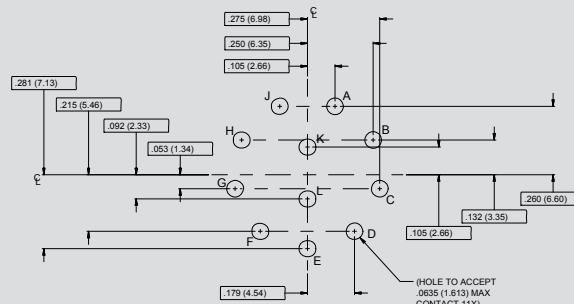 .275 (6.98)
℄
.250 (6.35)
.105 (2.66)
.281 (7.13)
.215 (5.46)
.092 (2.33)
.053 (1.34)
J
A
H
K
B
℄
G
L
C
F
E
D
.260 (6.60)
.132 (3.35)
.105 (2.66)
.179 (4.54)
(HOLE TO ACCEPT
.0635 (1.613) MAX
CONTACT 11X)